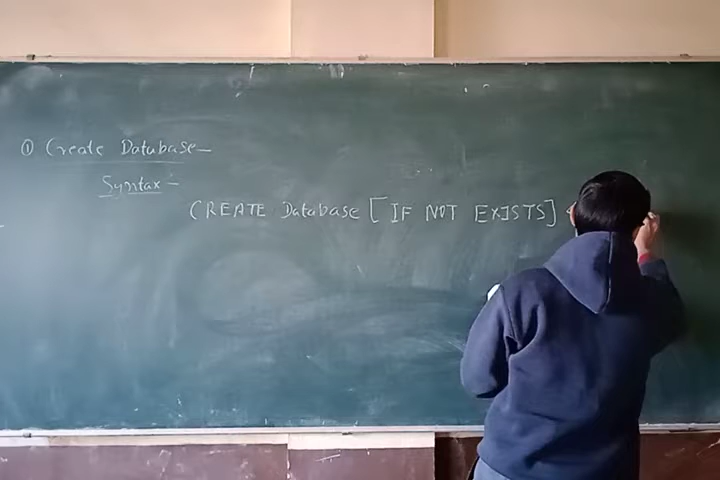 ① Create Database-
Syntax-
CREATE Database [IF NOT EXISTS]